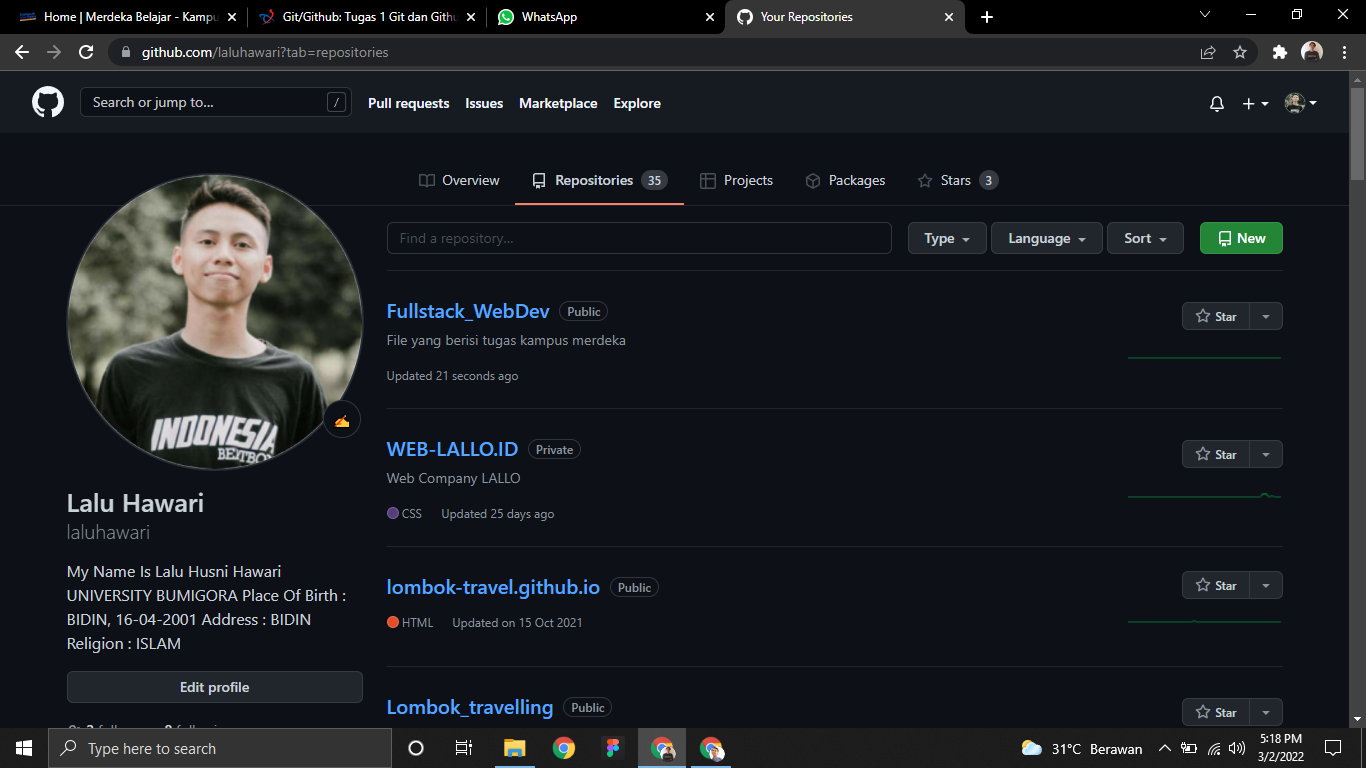 Home | Merdeka Belajar - Kampu
Git/Github: Tugas 1 Git dan Githu
WhatsApp
Your Repositories
github.com/laluhawari?tab=repositories
Search or jump to...
/
Pull requests
Issues
Marketplace
Explore
Overview
Repositories 35
Projects
Packages
Stars 3
Find a repository...
Type
Language
Sort
New
INDONESIA
BEATBOX
Lalu Hawari
laluhawari
My Name Is Lalu Husni Hawari
UNIVERSITY BUMIGORA Place Of Birth :
BIDIN, 16-04-2001 Address : BIDIN
Religion : ISLAM
Edit profile
Fullstack_WebDev Public
Star
File yang berisi tugas kampus merdeka
Updated 21 seconds ago
WEB-LALLO.ID Private
Star
Web Company LALLO
CSS Updated 25 days ago
lombok-travel.github.io Public
Star
HTML Updated on 15 Oct 2021
Lombok_travelling Public
Star
Type here to search
31°C Berawan
5:18 PM
3/2/2022